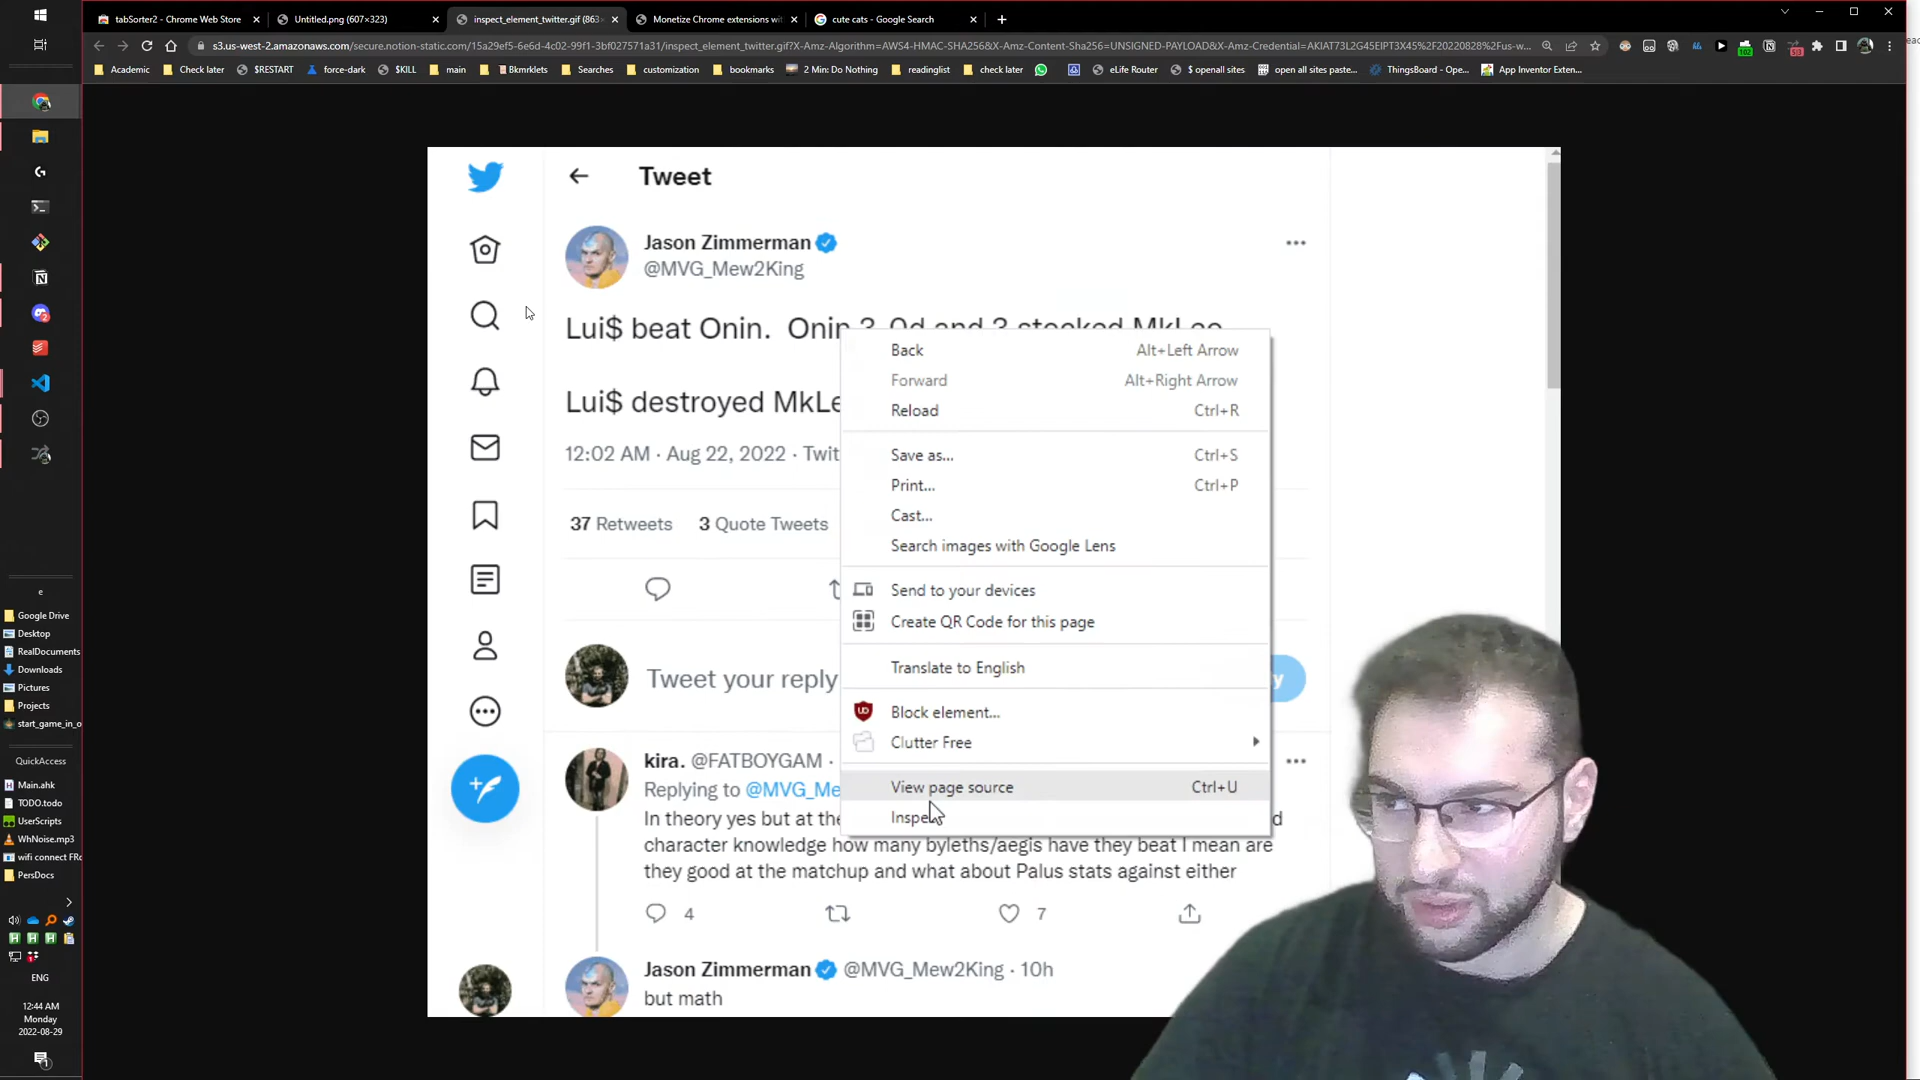 tabSorter2 - Chrome Web Store
Untitled.png (607×323)
inspect_element_twitter.gif (863×
Monetize Chrome extensions wit
cute cats - Google Search
s3.us-west-2.amazonaws.com/secure.notion-static.com/15a29ef5-6e6d-4c02-99f1-3bf027571a31/inspect_element_twitter.gif?X-Amz-Algorithm=AWS4-HMAC-SHA256&X-Amz-Content-Sha256=UNSIGNED-PAYLOAD&X-Amz-Credential=AKIAT73L2G45EIPT3X45%2F20220828%2Fus-w...
Academic
Check later
$RESTART
force-dark
$KILL
main
Bkmrklets
Searches
customization
bookmarks
2 Min: Do Nothing
readinglist
check later
eLife Router
$ openall sites
open all sites paste...
ThingsBoard - Ope...
App Inventor Exten...
Tweet
Jason Zimmerman
@MVG_Mew2King
Lui$ beat Onin. Onin 3-0d and 3 stocked MkLeo
Lui$ destroyed MkLe
12:02 AM · Aug 22, 2022 · Twit
37 Retweets 3 Quote Tweets
Tweet your reply
y
kira. @FATBOYGAM ·
Replying to @MVG_Me
In theory yes but at the
d
character knowledge how many byleths/aegis have they beat I mean are
they good at the matchup and what about Palus stats against either
4
7
Jason Zimmerman @MVG_Mew2King · 10h
but math
Back Alt+Left Arrow
Forward Alt+Right Arrow
Reload Ctrl+R
Save as... Ctrl+S
Print... Ctrl+P
Cast...
Search images with Google Lens
Send to your devices
Create QR Code for this page
Translate to English
Block element...
Clutter Free
View page source Ctrl+U
Inspect
e
Google Drive
Desktop
RealDocuments
Downloads
Pictures
Projects
start_game_in_o
QuickAccess
Main.ahk
TODO.todo
UserScripts
WhNoise.mp3
wifi connect FRo
PersDocs
ENG
12:44 AM
Monday
2022-08-29